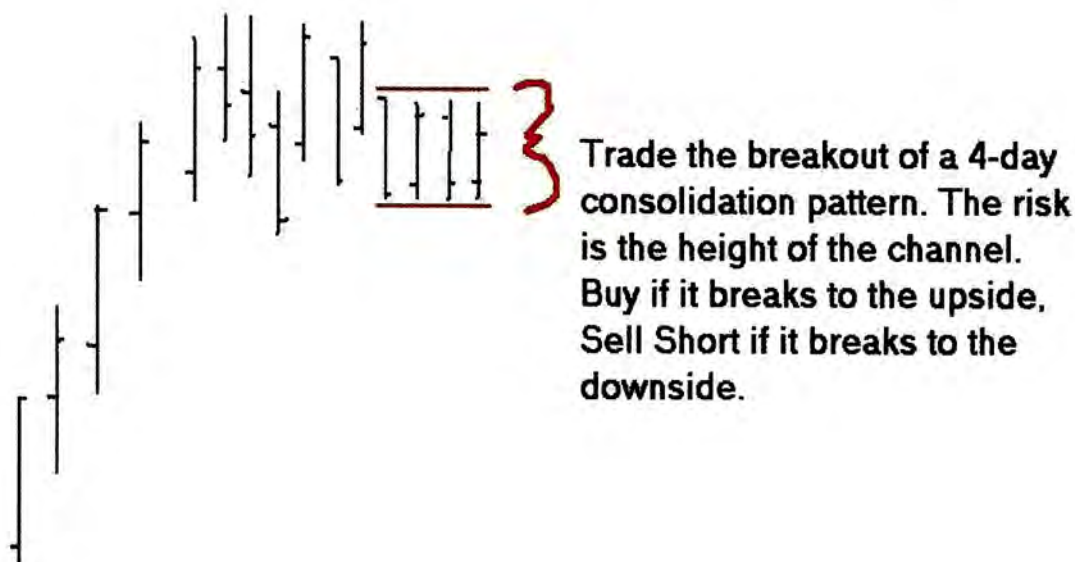 Trade the breakout of a 4-day
consolidation pattern. The risk
is the height of the channel.
Buy if it breaks to the upside,
Sell Short if it breaks to the
downside.